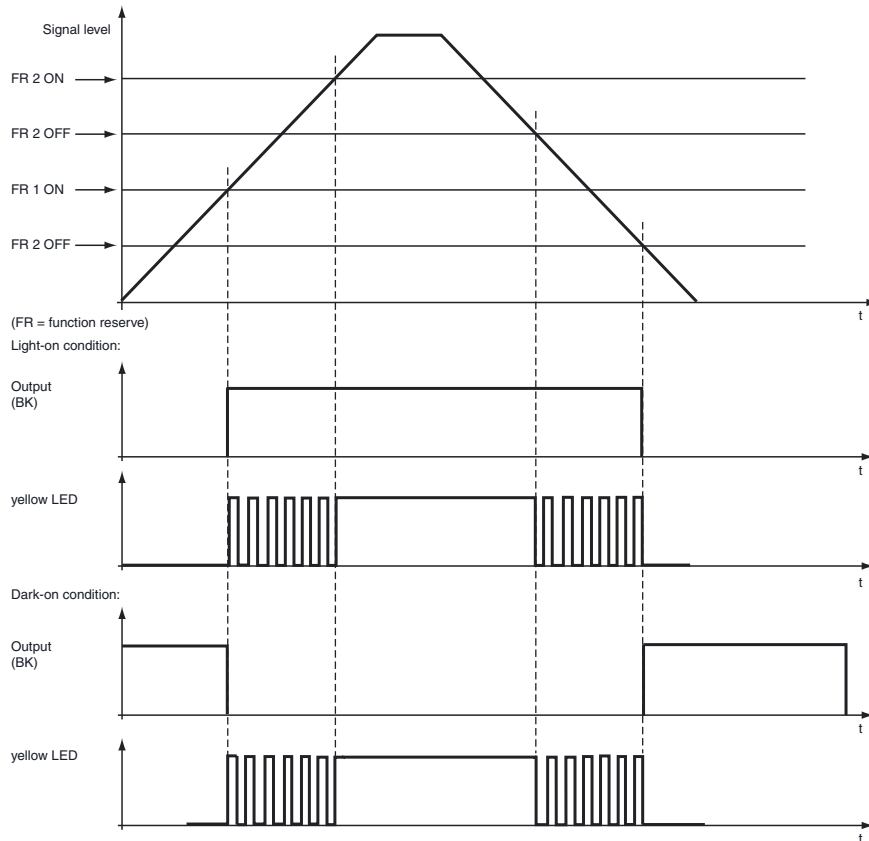 Signal level
FR 2 ON
FR 2 OFF
FR 1 ON
FR 2 OFF
t
(FR = function reserve)
Light-on condition:
Output
(BK)
t
yellow LED
t
Dark-on condition:
Output
(BK)
t
yellow LED
t